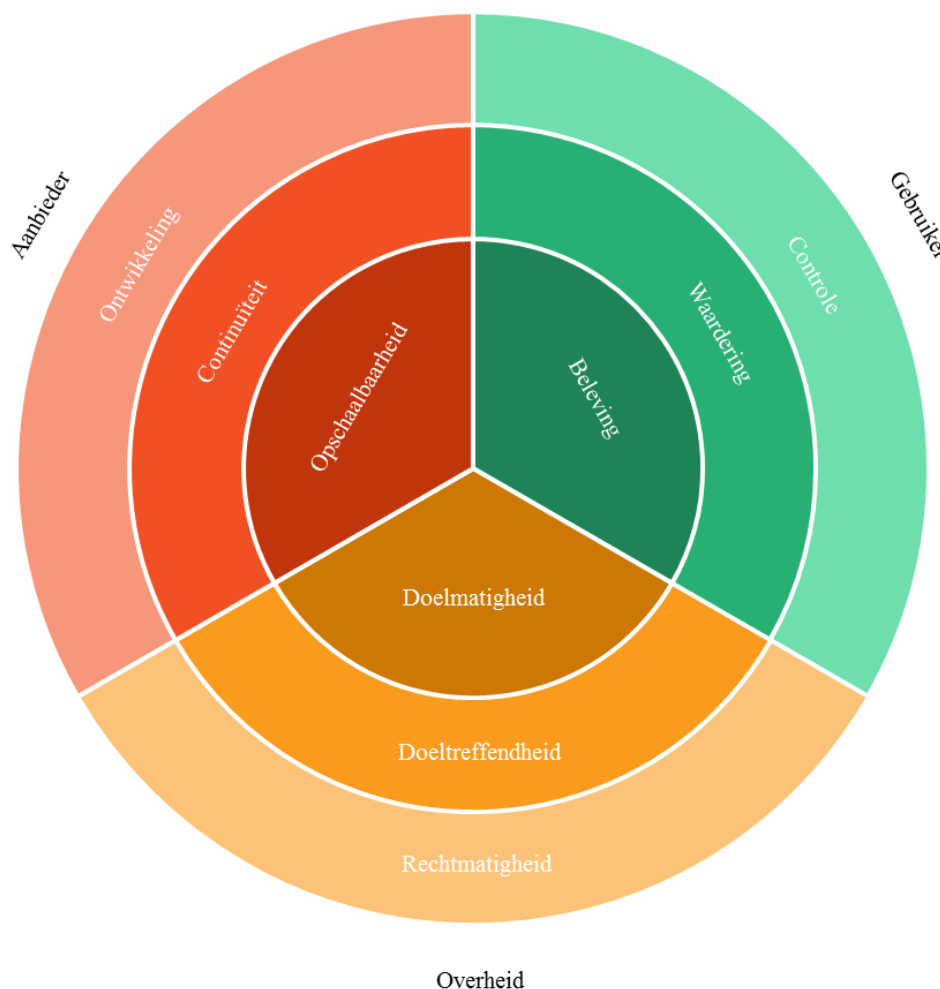 Aanbieder
Gebruiker
Ontwikkeling
Controle
Continuïteit
Waardering
Opschaalbaarheid
Beleving
Doelmatigheid
Doeltreffendheid
Rechtmatigheid
Overheid